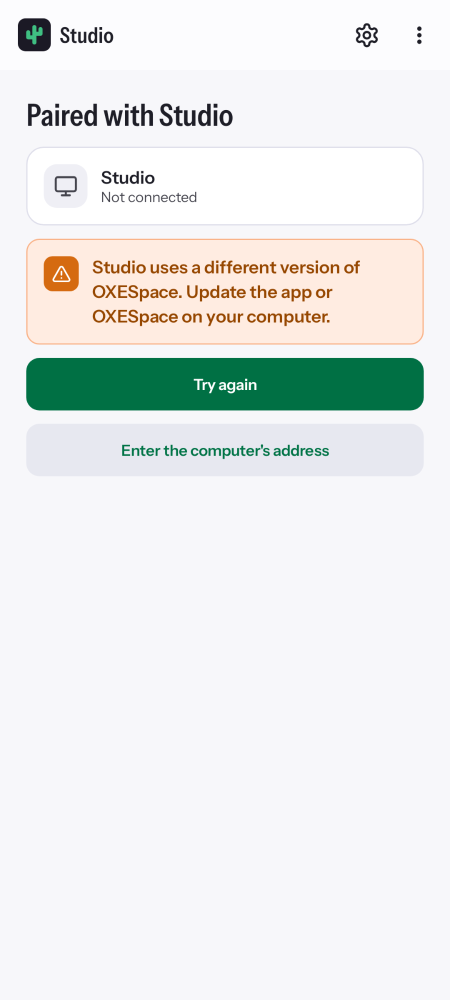 Studio
Paired with Studio
Studio
Not connected
Studio uses a different version of
OXESpace. Update the app or
OXESpace on your computer.
Try again
Enter the computer's address